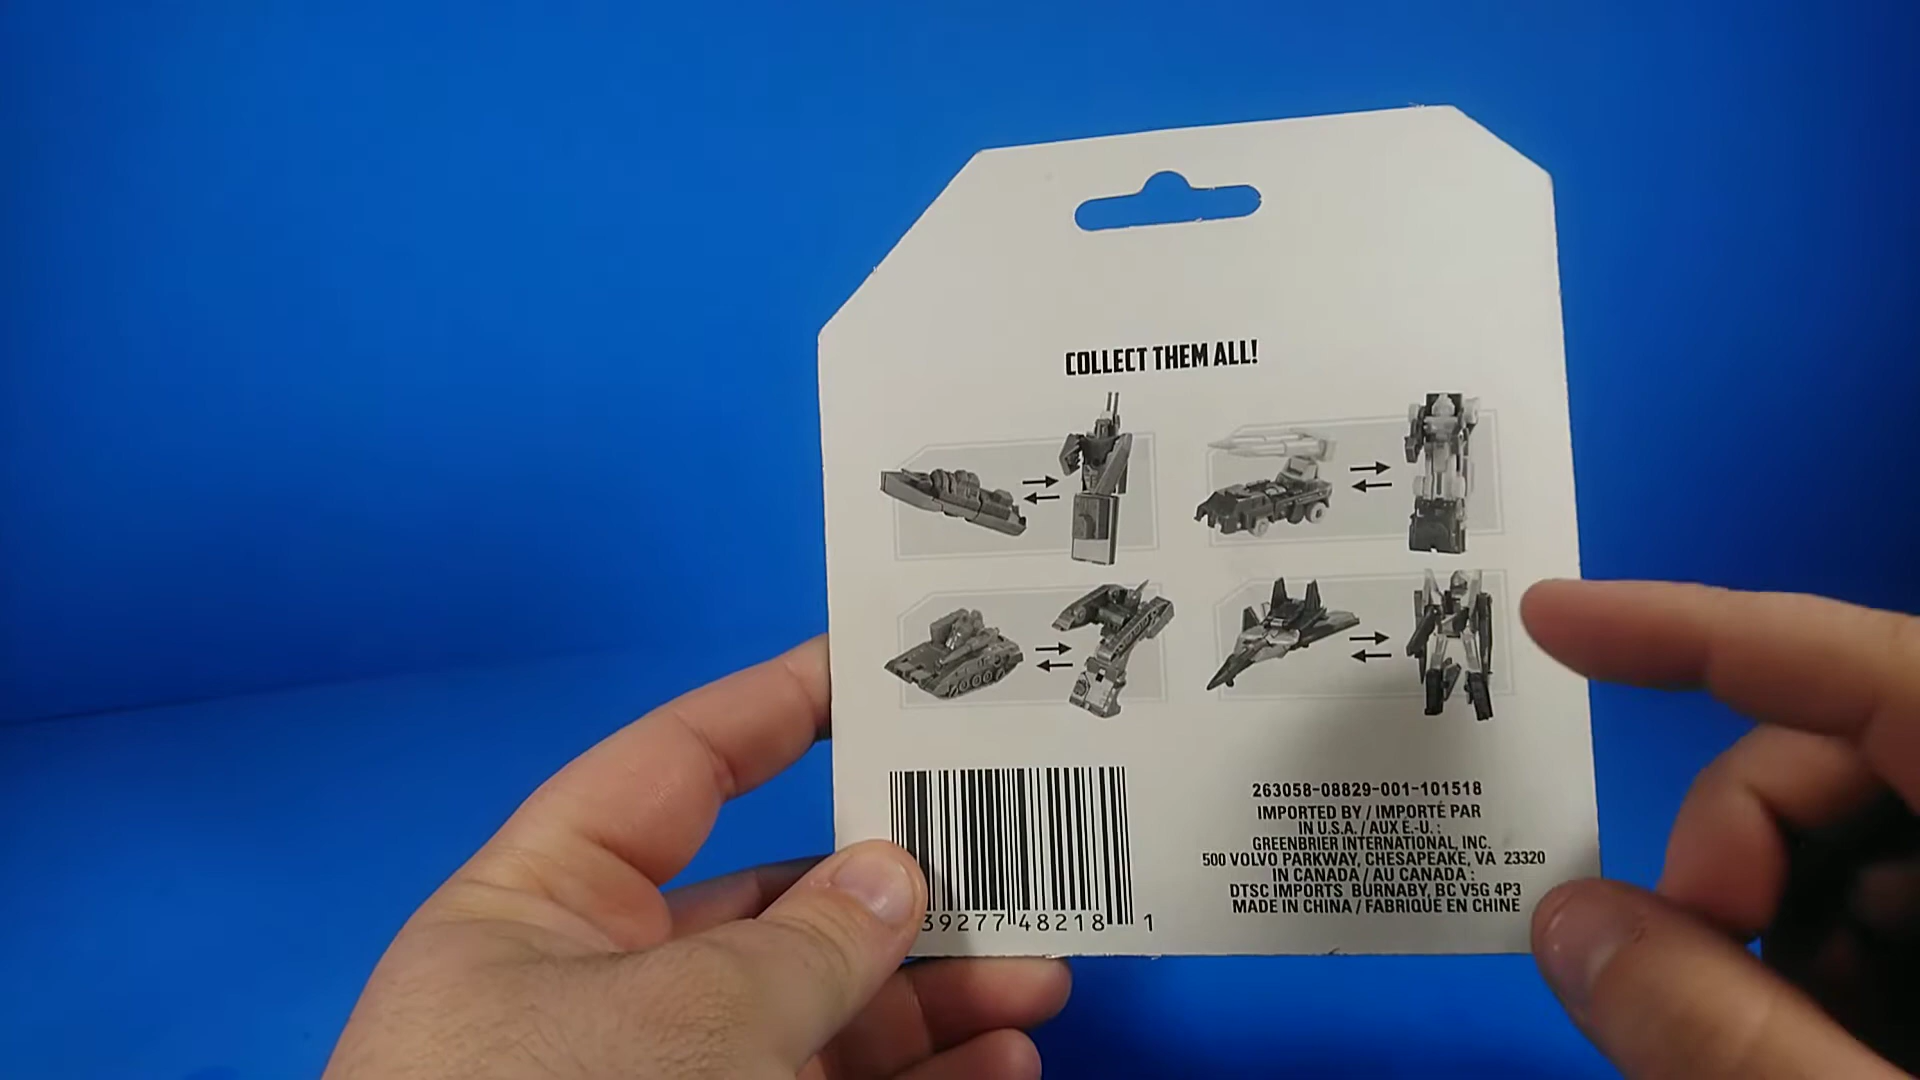 COLLECT THEM ALL!
39277 48218 1
263058-08829-001-101518
IMPORTED BY / IMPORTÉ PAR
IN U.S.A. / AUX É.-U. :
GREENBRIER INTERNATIONAL, INC.
500 VOLVO PARKWAY, CHESAPEAKE, VA 23320
IN CANADA / AU CANADA :
DTSC IMPORTS BURNABY, BC V5G 4P3
MADE IN CHINA / FABRIQUÉ EN CHINE